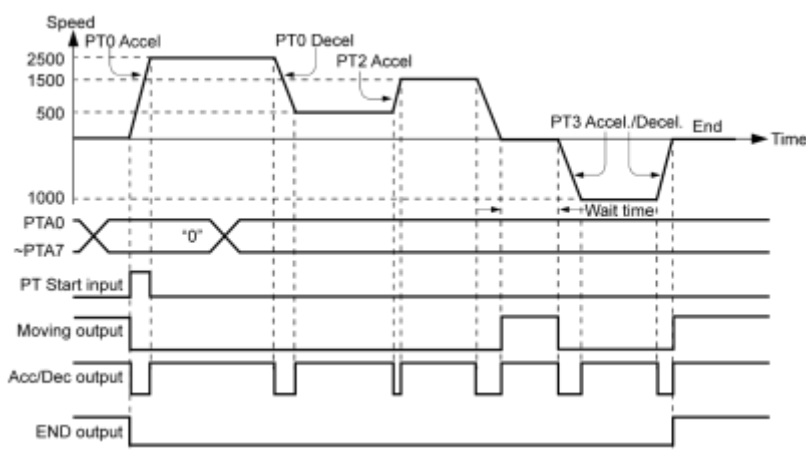 Speed
PT0 Accel
PT0 Decel
PT2 Accel
2500
1500
500
PT3 Accel./Decel.
End
Time
1000
Wait time
PTA0
"0"
~PTA7
PT Start input
Moving output
Acc/Dec output
END output